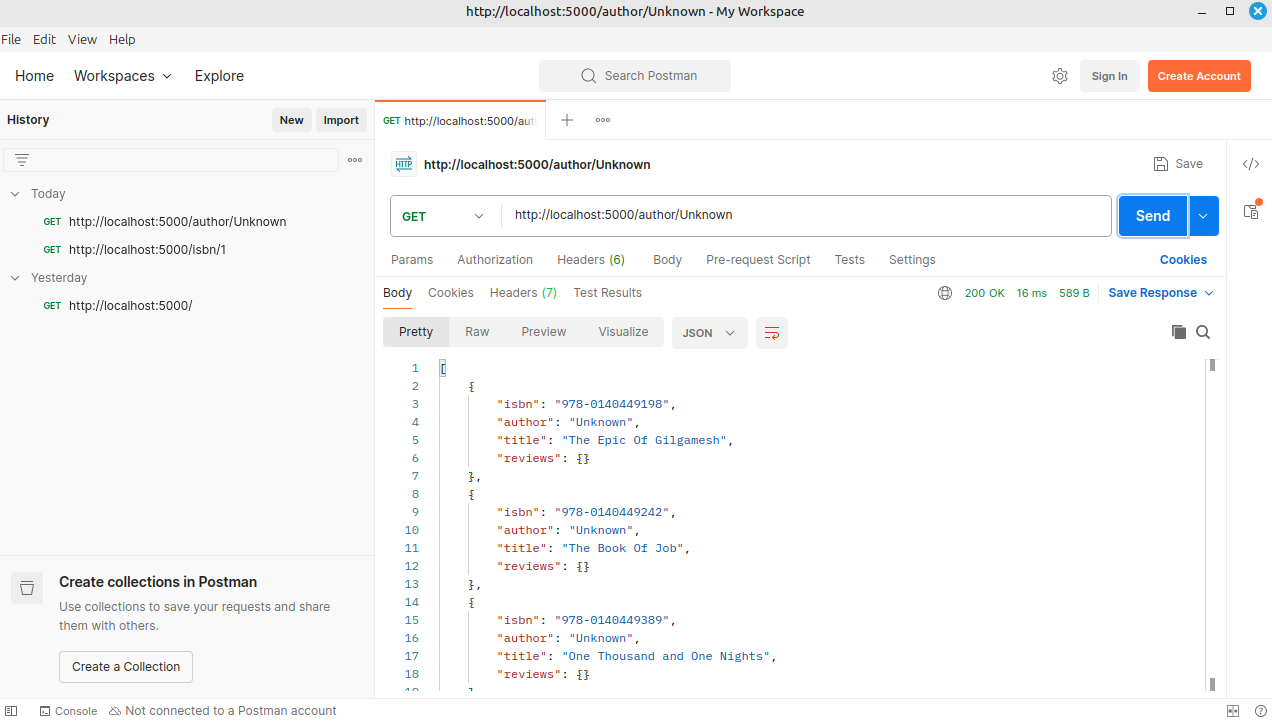 http://localhost:5000/author/Unknown - My Workspace
File Edit View Help
Home Workspaces Explore Search Postman Sign In Create Account
History New Import
GET http://localhost:5000/aut
HTTP http://localhost:5000/author/Unknown Save
Today
GET http://localhost:5000/author/Unknown
GET http://localhost:5000/isbn/1
Yesterday
GET http://localhost:5000/
GET http://localhost:5000/author/Unknown Send
Params Authorization Headers (6) Body Pre-request Script Tests Settings Cookies
Body Cookies Headers (7) Test Results 200 OK 16 ms 589 B Save Response
Pretty Raw Preview Visualize JSON
1 [
2 {
3 "isbn": "978-0140449198",
4 "author": "Unknown",
5 "title": "The Epic Of Gilgamesh",
6 "reviews": {}
7 },
8 {
9 "isbn": "978-0140449242",
10 "author": "Unknown",
11 "title": "The Book Of Job",
12 "reviews": {}
13 },
14 {
15 "isbn": "978-0140449389",
16 "author": "Unknown",
17 "title": "One Thousand and One Nights",
18 "reviews": {}
Create collections in Postman
Use collections to save your requests and share
them with others.
Create a Collection
Console Not connected to a Postman account